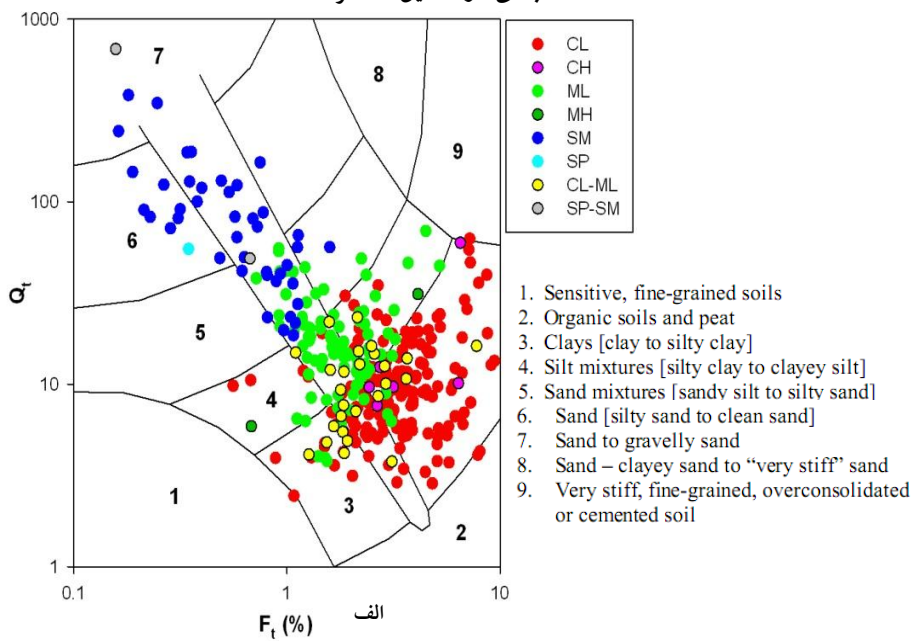 1000
100
10
1
Q_t
0.1
1
10
F_t (%)
الف
7
8
9
6
5
4
1
3
2
CL
CH
ML
MH
SM
SP
CL-ML
SP-SM
1. Sensitive, fine-grained soils
2. Organic soils and peat
3. Clays [clay to silty clay]
4. Silt mixtures [silty clay to clayey silt]
5. Sand mixtures [sandy silt to silty sand]
6. Sand [silty sand to clean sand]
7. Sand to gravelly sand
8. Sand – clayey sand to “very stiff” sand
9. Very stiff, fine-grained, overconsolidated
or cemented soil